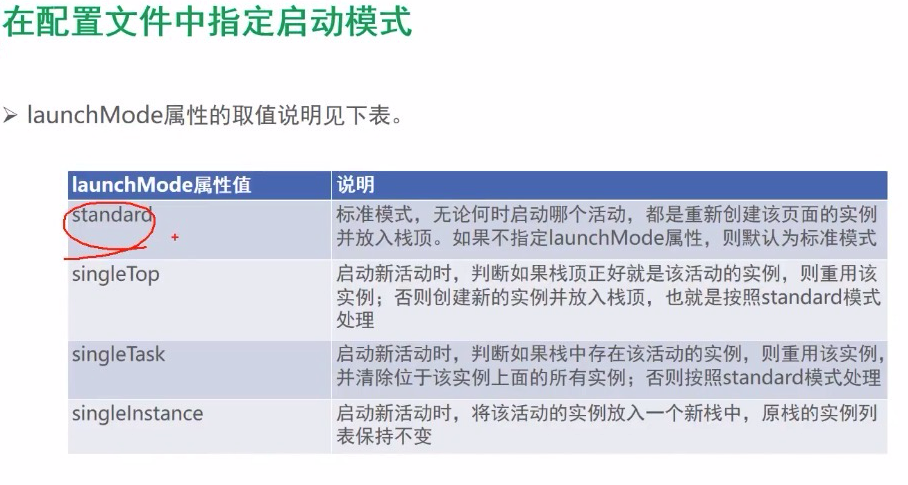 在配置文件中指定启动模式
➢ launchMode属性的取值说明见下表。
launchMode属性值 说明
standard 标准模式，无论何时启动哪个活动，都是重新创建该页面的实例
并放入栈顶。如果不指定launchMode属性，则默认为标准模式
singleTop 启动新活动时，判断如果栈顶正好就是该活动的实例，则重用该
实例；否则创建新的实例并放入栈顶，也就是按照standard模式
处理
singleTask 启动新活动时，判断如果栈中存在该活动的实例，则重用该实例，
并清除位于该实例上面的所有实例；否则按照standard模式处理
singleInstance 启动新活动时，将该活动的实例放入一个新栈中，原栈的实例列
表保持不变